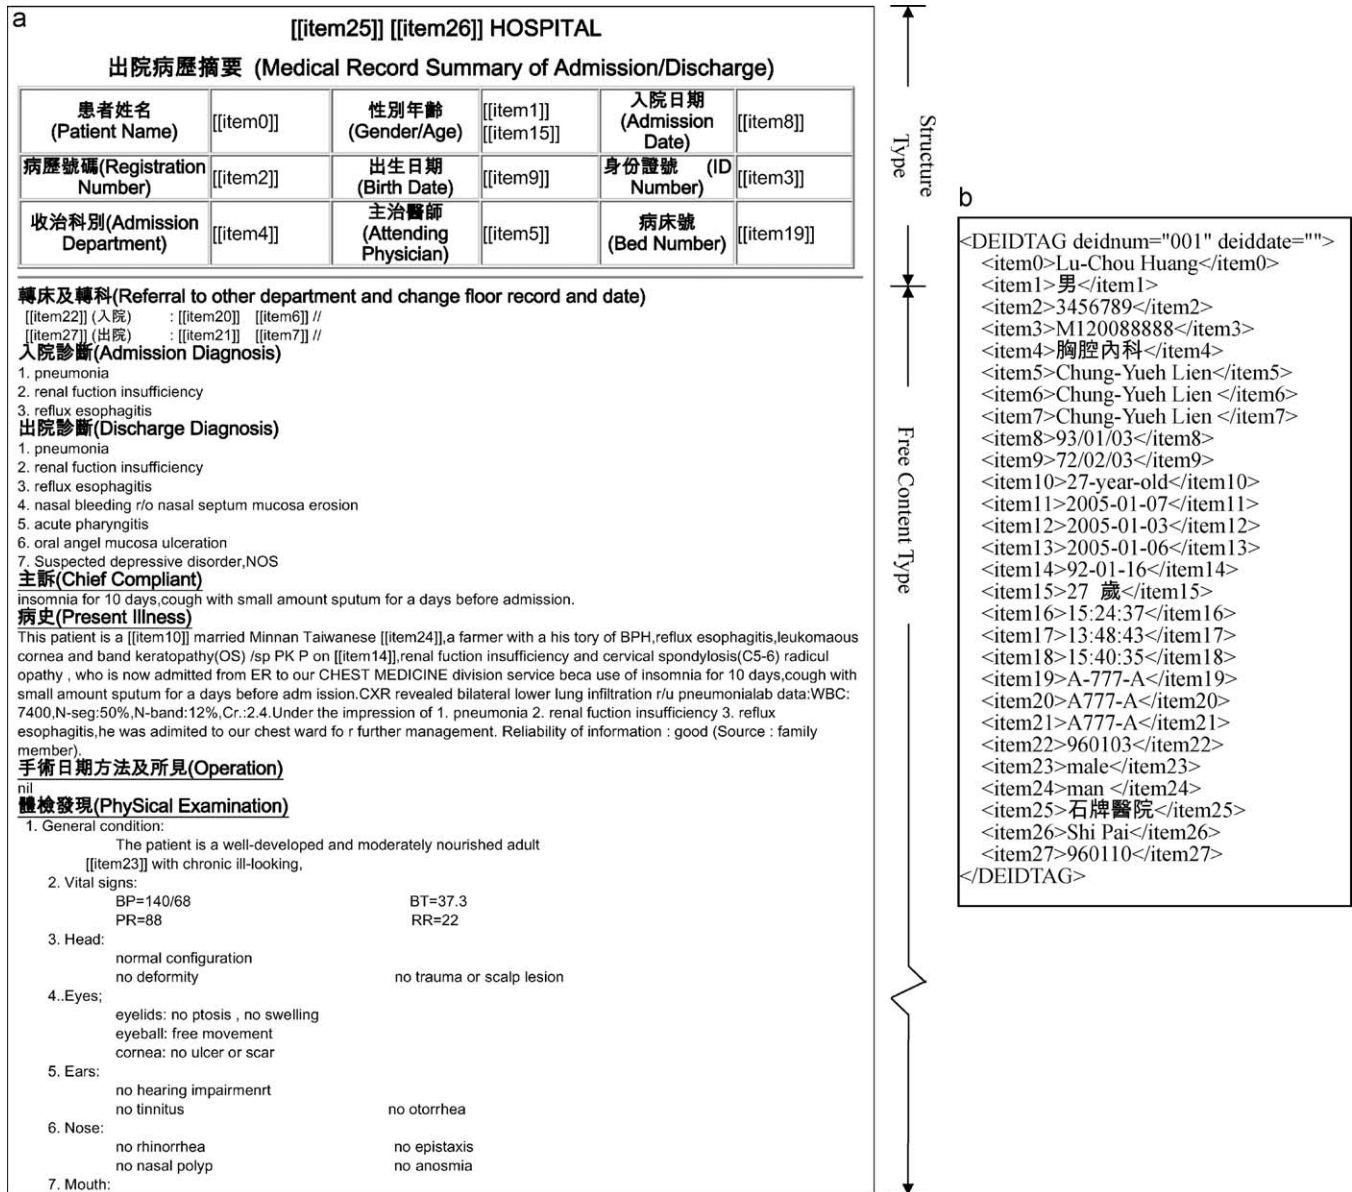 a
[[item25]] [[item26]] HOSPITAL
出院病歷摘要 (Medical Record Summary of Admission/Discharge)
患者姓名
(Patient Name)
[[item0]]
性別年齡
(Gender/Age)
[[item1]]
[[item15]]
入院日期
(Admission
Date)
[[item8]]
病歷號碼(Registration
Number)
[[item2]]
出生日期
(Birth Date)
[[item9]]
身份證號 (ID
Number)
[[item3]]
收治科別(Admission
Department)
[[item4]]
主治醫師
(Attending
Physician)
[[item5]]
病床號
(Bed Number)
[[item19]]
轉床及轉科(Referral to other department and change floor record and date)
[[item22]] (入院) : [[item20]] [[item6]] //
[[item27]] (出院) : [[item21]] [[item7]] //
入院診斷(Admission Diagnosis)
1. pneumonia
2. renal fuction insufficiency
3. reflux esophagitis
出院診斷(Discharge Diagnosis)
1. pneumonia
2. renal fuction insufficiency
3. reflux esophagitis
4. nasal bleeding r/o nasal septum mucosa erosion
5. acute pharyngitis
6. oral angel mucosa ulceration
7. Suspected depressive disorder,NOS
主訴(Chief Compliant)
insomnia for 10 days,cough with small amount sputum for a days before admission.
病史(Present Illness)
This patient is a [[item10]] married Minnan Taiwanese [[item24]],a farmer with a his tory of BPH,reflux esophagitis,leukomaous
cornea and band keratopathy(OS) /sp PK P on [[item14]],renal fuction insufficiency and cervical spondylosis(C5-6) radicul
opathy , who is now admitted from ER to our CHEST MEDICINE division service beca use of insomnia for 10 days,cough with
small amount sputum for a days before adm ission.CXR revealed bilateral lower lung infiltration r/u pneumonialab data:WBC:
7400,N-seg:50%,N-band:12%,Cr.:2.4.Under the impression of 1. pneumonia 2. renal fuction insufficiency 3. reflux
esophagitis,he was adimited to our chest ward fo r further management. Reliability of information : good (Source : family
member).
手術日期方法及所見(Operation)
nil
體檢發現(PhySical Examination)
1. General condition:
The patient is a well-developed and moderately nourished adult
[[item23]] with chronic ill-looking,
2. Vital signs:
BP=140/68 BT=37.3
PR=88 RR=22
3. Head:
normal configuration
no deformity no trauma or scalp lesion
4..Eyes;
eyelids: no ptosis , no swelling
eyeball: free movement
cornea: no ulcer or scar
5. Ears:
no hearing impairmenrt
no tinnitus no otorrhea
6. Nose:
no rhinorrhea no epistaxis
no nasal polyp no anosmia
7. Mouth:
Structure
Type
Free Content Type
b
<DEIDTAG deidnum="001" deiddate="">
<item0>Lu-Chou Huang</item0>
<item1>男</item1>
<item2>3456789</item2>
<item3>M120088888</item3>
<item4>胸腔內科</item4>
<item5>Chung-Yueh Lien</item5>
<item6>Chung-Yueh Lien </item6>
<item7>Chung-Yueh Lien </item7>
<item8>93/01/03</item8>
<item9>72/02/03</item9>
<item10>27-year-old</item10>
<item11>2005-01-07</item11>
<item12>2005-01-03</item12>
<item13>2005-01-06</item13>
<item14>92-01-16</item14>
<item15>27 歲</item15>
<item16>15:24:37</item16>
<item17>13:48:43</item17>
<item18>15:40:35</item18>
<item19>A-777-A</item19>
<item20>A777-A</item20>
<item21>A777-A</item21>
<item22>960103</item22>
<item23>male</item23>
<item24>man </item24>
<item25>石牌醫院</item25>
<item26>Shi Pai</item26>
<item27>960110</item27>
</DEIDTAG>